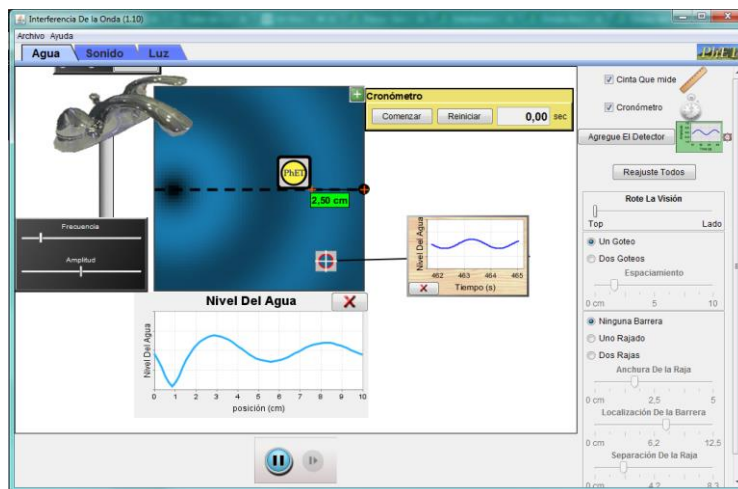 Interferencia De la Onda (1.10)
Archivo Ayuda
Agua Sonido Luz
PhET
Cronómetro
Comenzar Reiniciar 0,00 sec
PhET
2,50 cm
Frecuencia
Amplitud
Nivel Del Agua
462 463 464 465
Tiempo (s)
Nivel Del Agua
Nivel Del Agua
0 1 2 3 4 5 6 7 8 9 10
posición (cm)
Cinta Que mide
Cronómetro
Agregue El Detector
Reajuste Todos
Rote La Visión
Top Lado
Un Goteo
Dos Goteos
Espaciamiento
0 cm 5 10
Ninguna Barrera
Uno Rajado
Dos Rajas
Anchura De la Raja
0 cm 2,5 5
Localización De la Barrera
0 cm 6,2 12,5
Separación De la Raja
0 cm 4,2 8,3